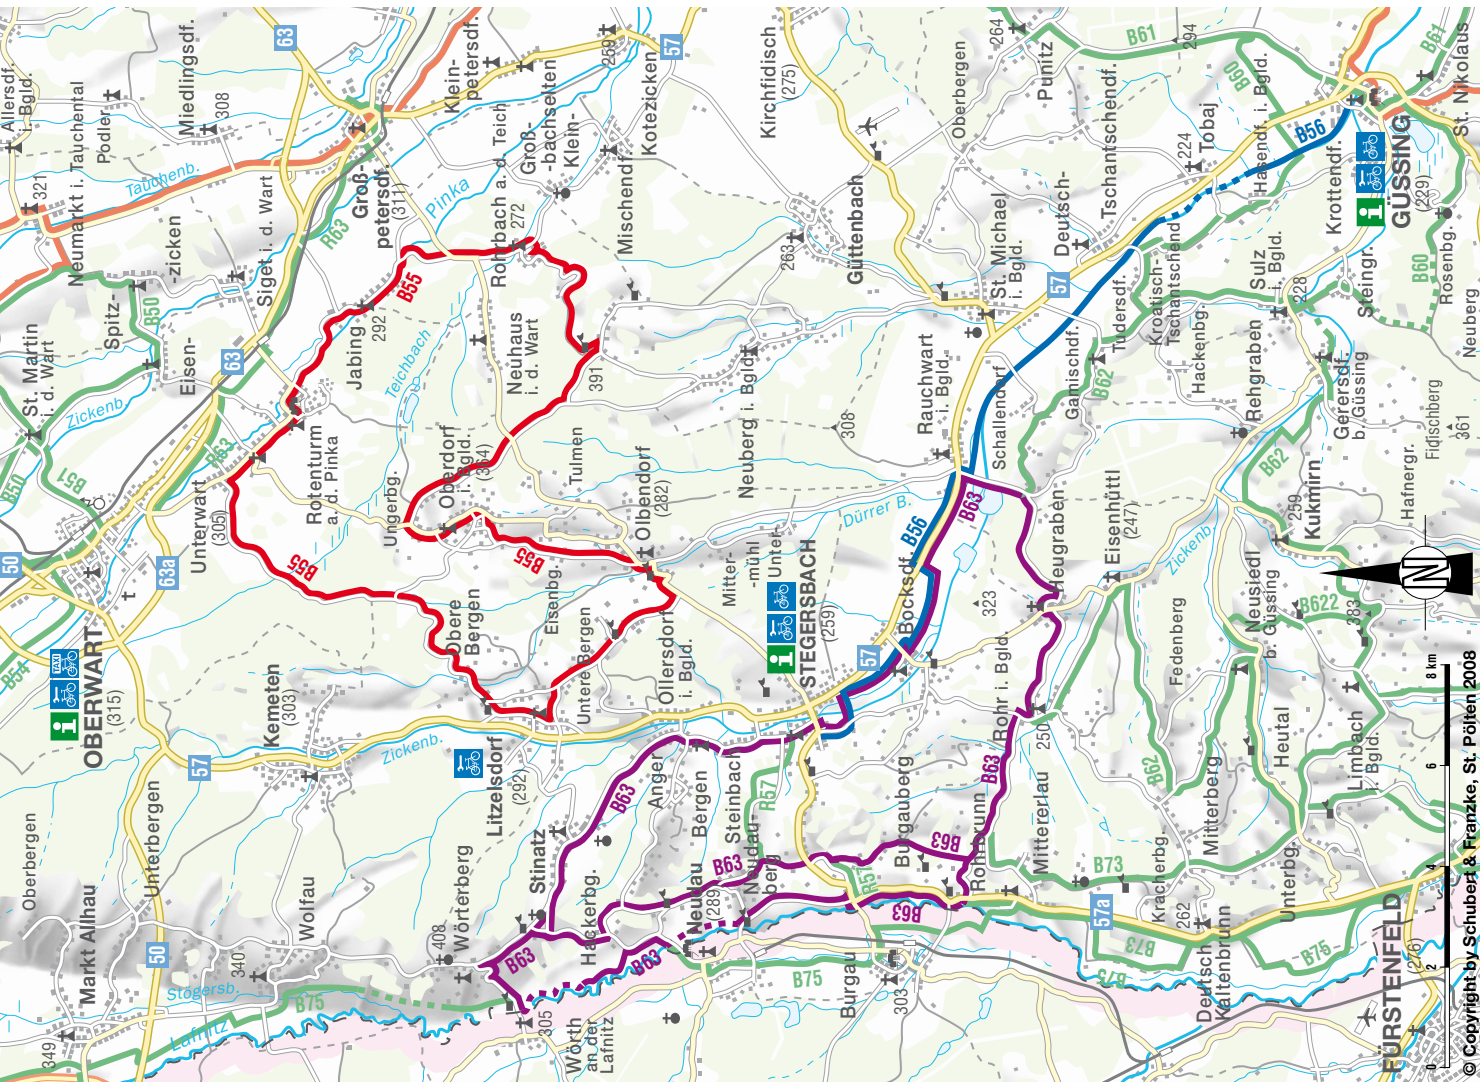 Allersdf.
i. Bgld.
Neumarkt i. Tauchental
Podler
Miedlingsdf.
308
321
63
Tauchenb.
Klein-
petersdf.
259
57
Kotezicken
Kirchfidisch
(275)
264
Oberbergen
Punitz
B61
294
B60
B61
St. Nikolaus
St. Martin
i. d. Wart
Spitz-
-zicken
B50
Eisen-
Siget i. d. Wart
63
R63
Groß-
petersdf.
(311)
Pinka
Rohrbach a. d. Teich
272
Groß-
-bachselten
Klein-
Mischendf.
263
Güttenbach
St. Michael
i. Bgld.
Deutsch-
Tschantschendf.
224
Tobaj
Hasendf. i. Bgld.
B56
Krottendf.
GÜSSING
(229)
i
B50
B51
Zickenb.
R63
Jabing
292
B55
Teichbach
Neuhaus
i. d. Wart
391
Neuberg i. Bgld.
308
Rauchwart
i. Bgld.
57
Schallendorf
Gamischdf.
B62
Tudersdf.
Kroatisch-
Tschantschendf.
Hackenbg.
Sulz
i. Bgld.
228
Steingr.
B60
Rosenbg.
Neuberg
Rehgraben
Gerersdf.
b. Güssing
Fidischberg
361
50
63a
Unterwart
(305)
Rotenturm
a. d. Pinka
Ungerbg.
Oberdorf
i. Bgld.
(364)
Tulmen
Olbendorf
(282)
B55
B55
Mitter-
-mühl
Unter-
Dürrer B.
B56
B63
Heugraben
Eisenhüttl
(247)
Zickenb.
B62
259
Kukmirn
Hafnergr.
B54
OBERWART
(315)
i
TAXI
Kemeten
(303)
57
Obere
Bergen
Eisenbg.
Untere Bergen
Ollersdorf
i. Bgld.
STEGERSBACH
(259)
i
57
Bocksdf.
323
Rohr i. Bgld.
250
Fedenberg
Neusiedl
b. Güssing
B622
383
N
Zickenb.
Litzelsdorf
(292)
B63
Anger
Bergen
Steinbach
R57
Burgauberg
B63
Mittererlau
B62
Mitterberg
Heutal
Limbach
i. Bgld.
Oberbergen
Unterbergen
Markt Allhau
50
Wolfau
340
408
Wörterberg
Stinatz
Hackerbg.
B63
B63
B63
Neudau
(289)
Neudau-
berg
B63
R57
B63
Rohrbrunn
B73
Kracherbg.
262
57a
Unterbg.
Stögersb.
B75
Lafnitz
349
305
Wörth
an der
Lafnitz
B75
Burgau
303
B73
B75
Deutsch
Kaltenbrunn
B75
FÜRSTENFELD
(276)
0
2
4
6
8 km
© Copyright by Schubert & Franzke, St. Pölten 2008